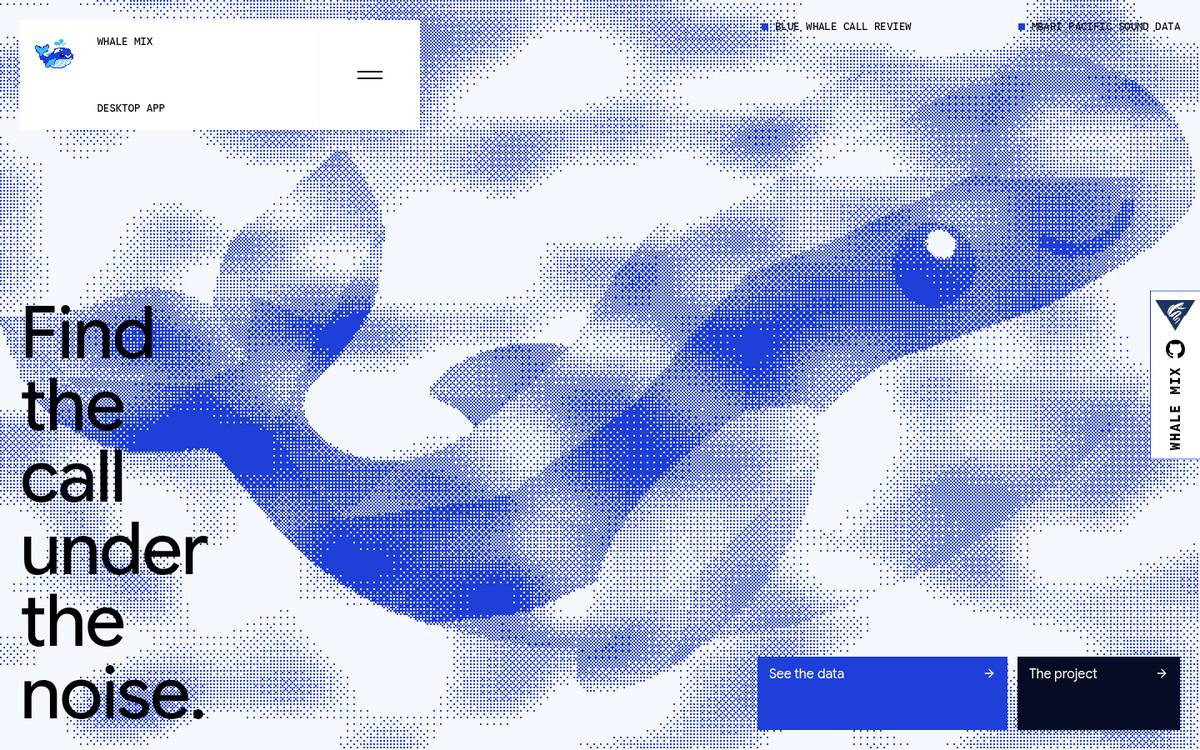 WHALE MIX
DESKTOP APP
BLUE WHALE CALL REVIEW
MBARI PACIFIC SOUND DATA
Find
the
call
under
the
noise.
WHALE MIX
See the data →
The project →